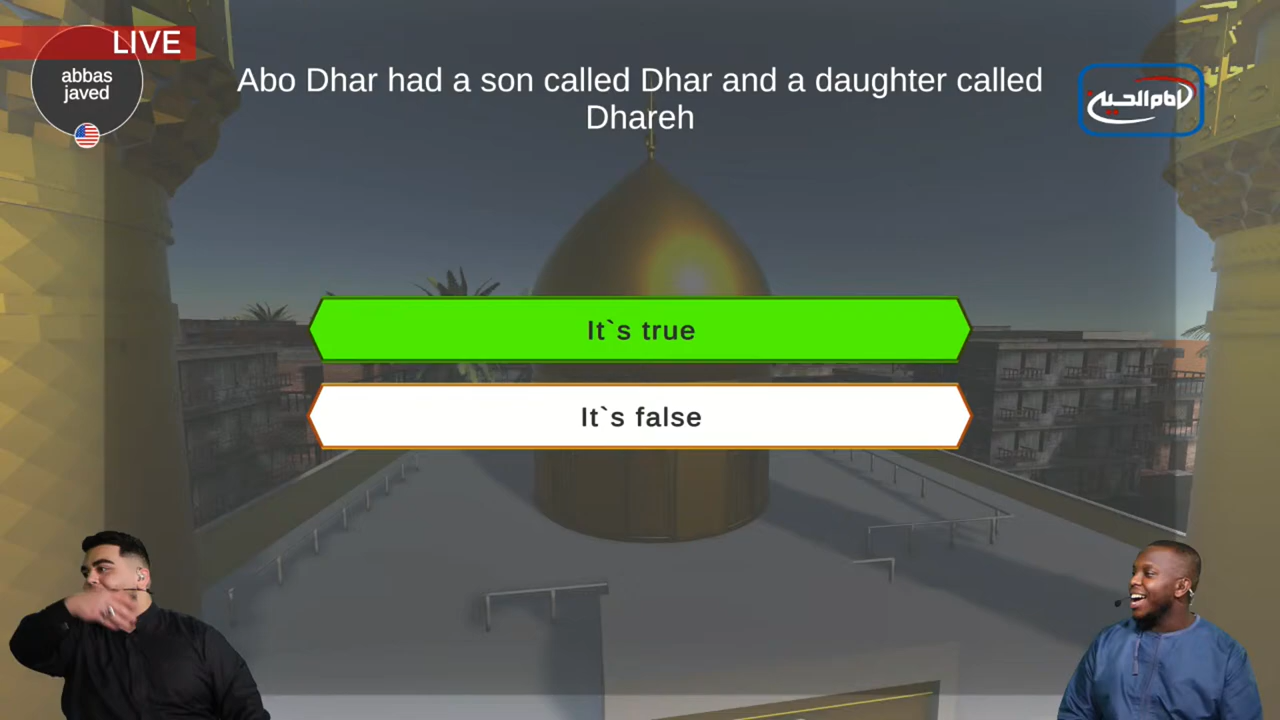 LIVE
abbas
javed
Abo Dhar had a son called Dhar and a daughter called
Dhareh
It`s true
It`s false